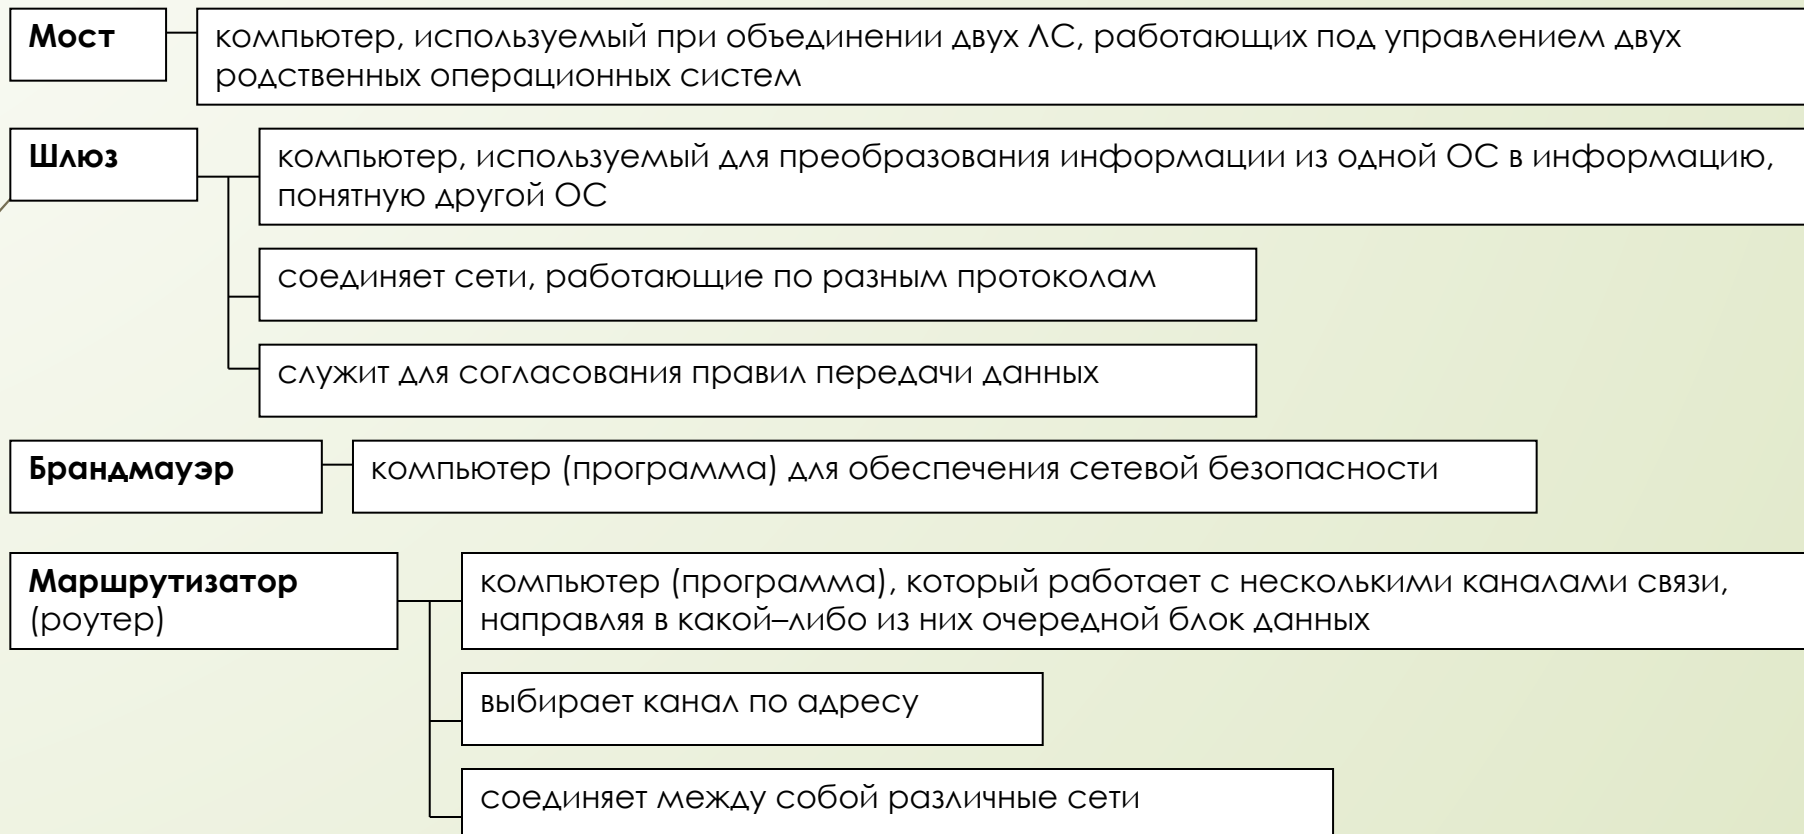 Мост
компьютер, используемый при объединении двух ЛС, работающих под управлением двух
родственных операционных систем
Шлюз
компьютер, используемый для преобразования информации из одной ОС в информацию,
понятную другой ОС
соединяет сети, работающие по разным протоколам
служит для согласования правил передачи данных
Брандмауэр
компьютер (программа) для обеспечения сетевой безопасности
Маршрутизатор
(роутер)
компьютер (программа), который работает с несколькими каналами связи,
направляя в какой–либо из них очередной блок данных
выбирает канал по адресу
соединяет между собой различные сети